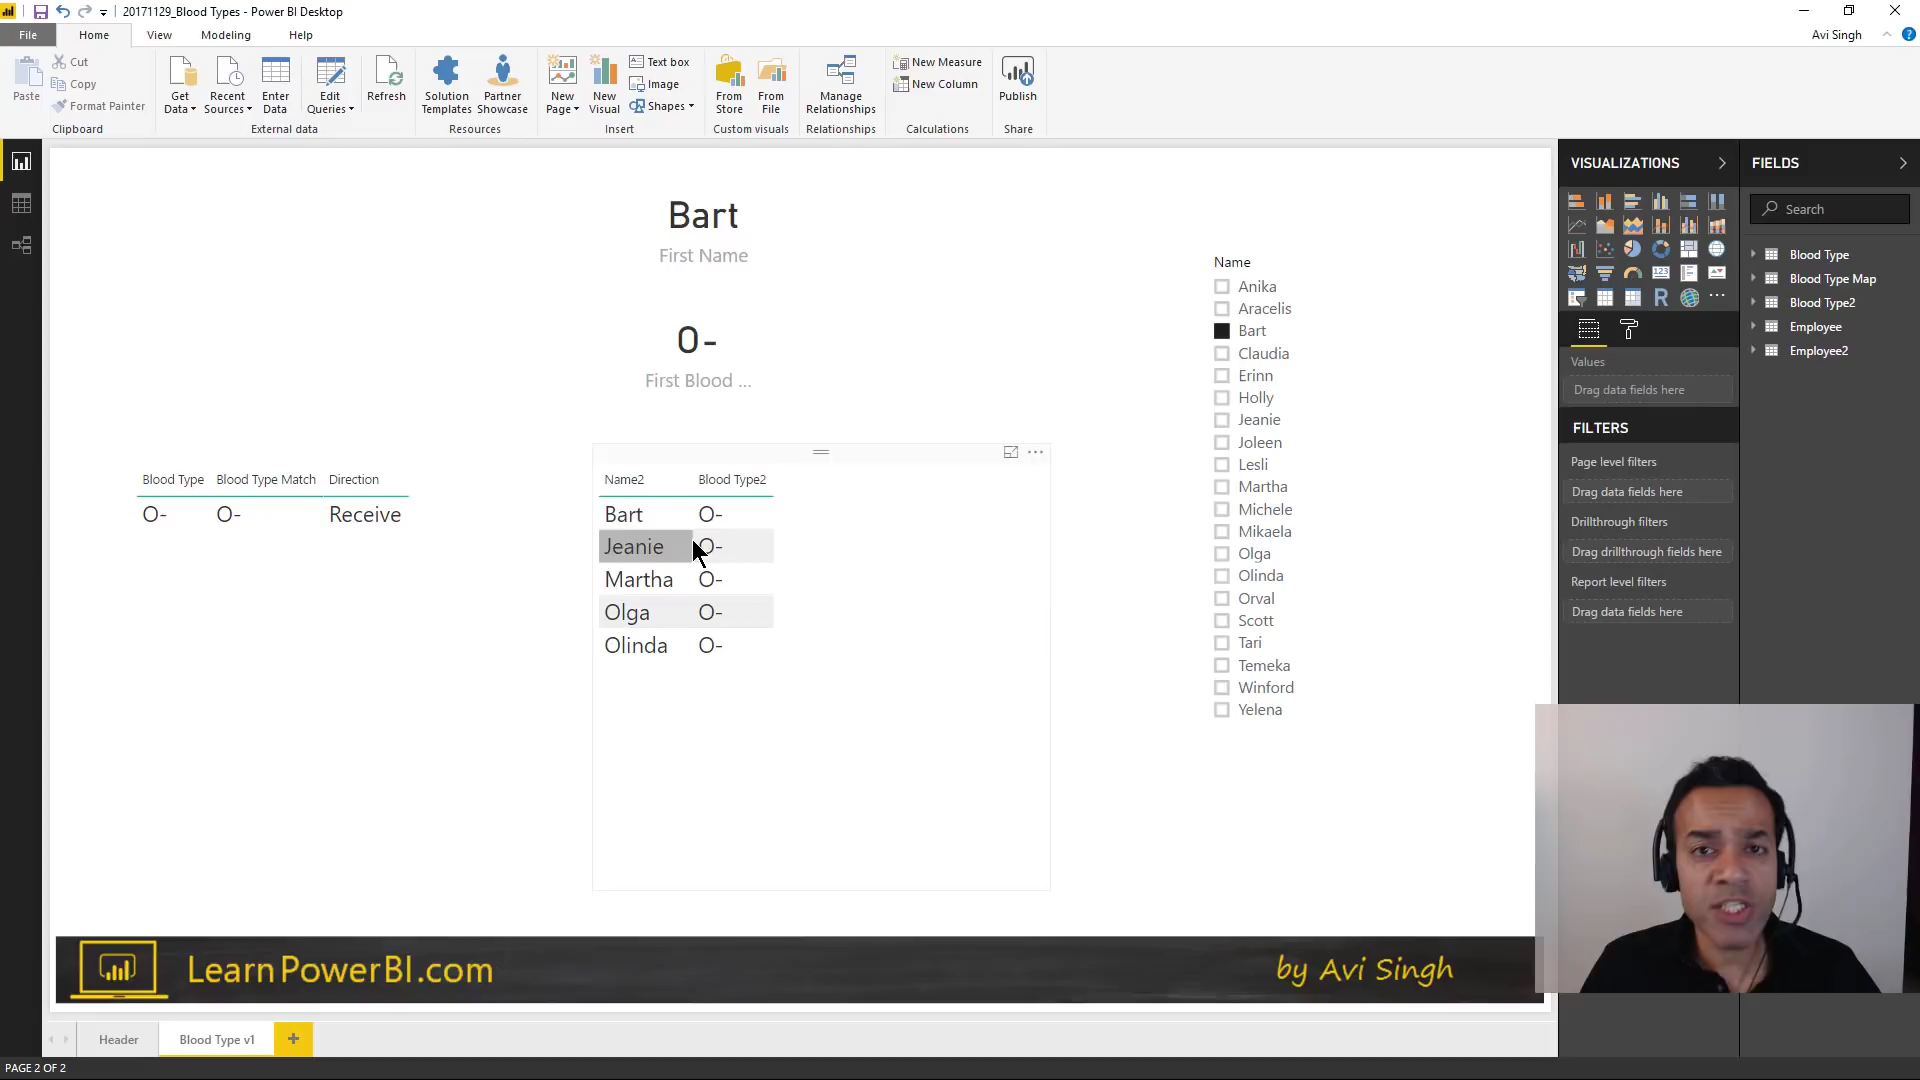 20171129_Blood Types - Power BI Desktop
File
Home
View
Modeling
Help
Avi Singh
Paste
Cut
Copy
Format Painter
Clipboard
Get Data
Recent Sources
Enter Data
Edit Queries
External data
Refresh
Solution Templates
Partner Showcase
Resources
New Page
New Visual
Text box
Image
Shapes
Insert
From Store
From File
Custom visuals
Manage Relationships
Relationships
New Measure
New Column
Calculations
Publish
Share
Bart
First Name
O-
First Blood ...
Blood Type Blood Type Match Direction
O- O- Receive
Name2 Blood Type2
Bart O-
Jeanie O-
Martha O-
Olga O-
Olinda O-
Name
Anika
Aracelis
Bart
Claudia
Erinn
Holly
Jeanie
Joleen
Lesli
Martha
Michele
Mikaela
Olga
Olinda
Orval
Scott
Tari
Temeka
Winford
Yelena
VISUALIZATIONS
123
R
Values
Drag data fields here
FILTERS
Page level filters
Drag data fields here
Drillthrough filters
Drag drillthrough fields here
Report level filters
Drag data fields here
FIELDS
Search
Blood Type
Blood Type Map
Blood Type2
Employee
Employee2
LearnPowerBI.com
by Avi Singh
Header
Blood Type v1
PAGE 2 OF 2